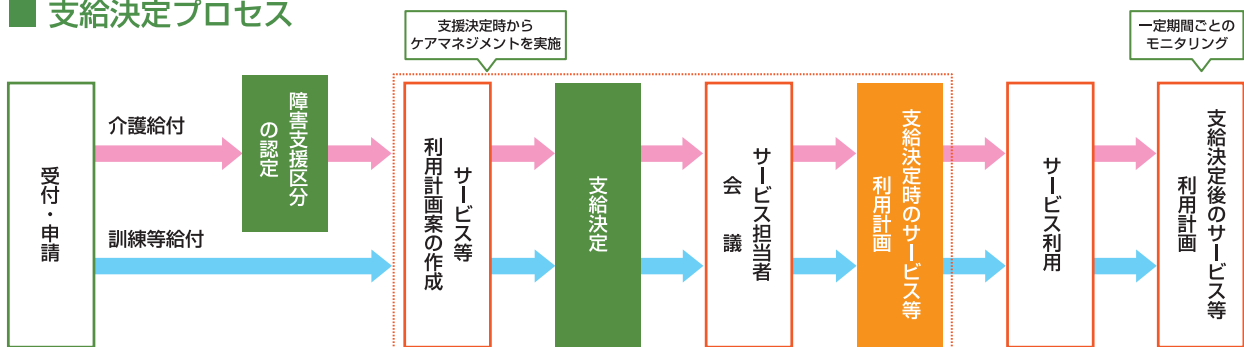 支給決定プロセス
支援決定時から
ケアマネジメントを実施
一定期間ごとの
モニタリング
受付・申請
介護給付
訓練等給付
障害支援区分
の認定
サービス等
利用計画案の作成
支給決定
サービス担当者
会議
支給決定時のサービス等
利用計画
サービス利用
支給決定後のサービス等
利用計画